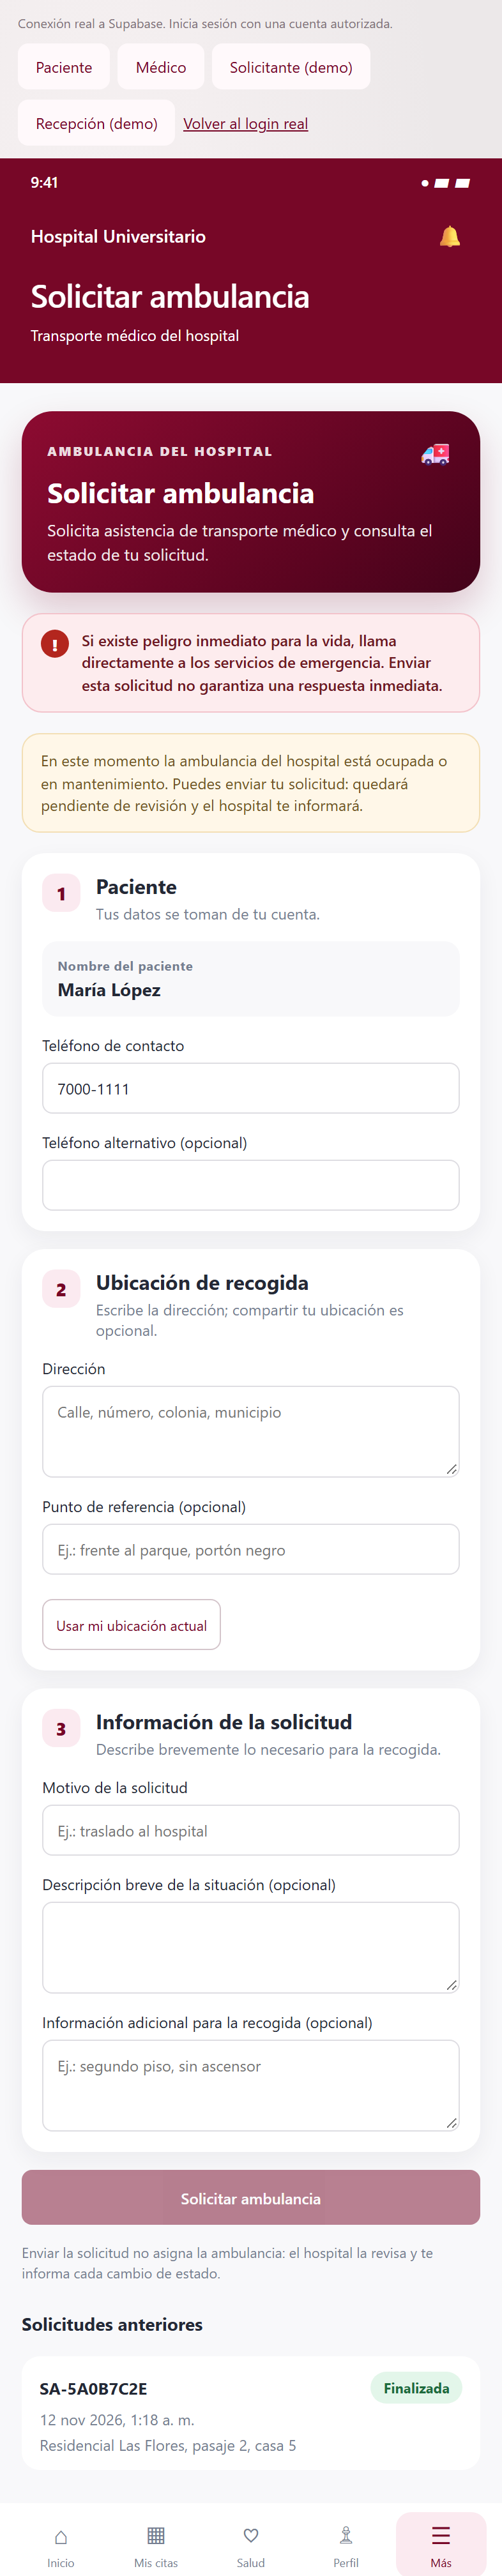 Conexión real a Supabase. Inicia sesión con una cuenta autorizada.
Paciente
Médico
Solicitante (demo)
Recepción (demo)
Volver al login real
9:41
Hospital Universitario
Solicitar ambulancia
Transporte médico del hospital
AMBULANCIA DEL HOSPITAL
Solicitar ambulancia
Solicita asistencia de transporte médico y consulta el
estado de tu solicitud.
!
Si existe peligro inmediato para la vida, llama
directamente a los servicios de emergencia. Enviar
esta solicitud no garantiza una respuesta inmediata.
En este momento la ambulancia del hospital está ocupada o
en mantenimiento. Puedes enviar tu solicitud: quedará
pendiente de revisión y el hospital te informará.
1
Paciente
Tus datos se toman de tu cuenta.
Nombre del paciente
María López
Teléfono de contacto
7000-1111
Teléfono alternativo (opcional)
2
Ubicación de recogida
Escribe la dirección; compartir tu ubicación es
opcional.
Dirección
Calle, número, colonia, municipio
Punto de referencia (opcional)
Ej.: frente al parque, portón negro
Usar mi ubicación actual
3
Información de la solicitud
Describe brevemente lo necesario para la recogida.
Motivo de la solicitud
Ej.: traslado al hospital
Descripción breve de la situación (opcional)
Información adicional para la recogida (opcional)
Ej.: segundo piso, sin ascensor
Solicitar ambulancia
Enviar la solicitud no asigna la ambulancia: el hospital la revisa y te
informa cada cambio de estado.
Solicitudes anteriores
SA-5A0B7C2E
Finalizada
12 nov 2026, 1:18 a. m.
Residencial Las Flores, pasaje 2, casa 5
Inicio
Mis citas
Salud
Perfil
Más